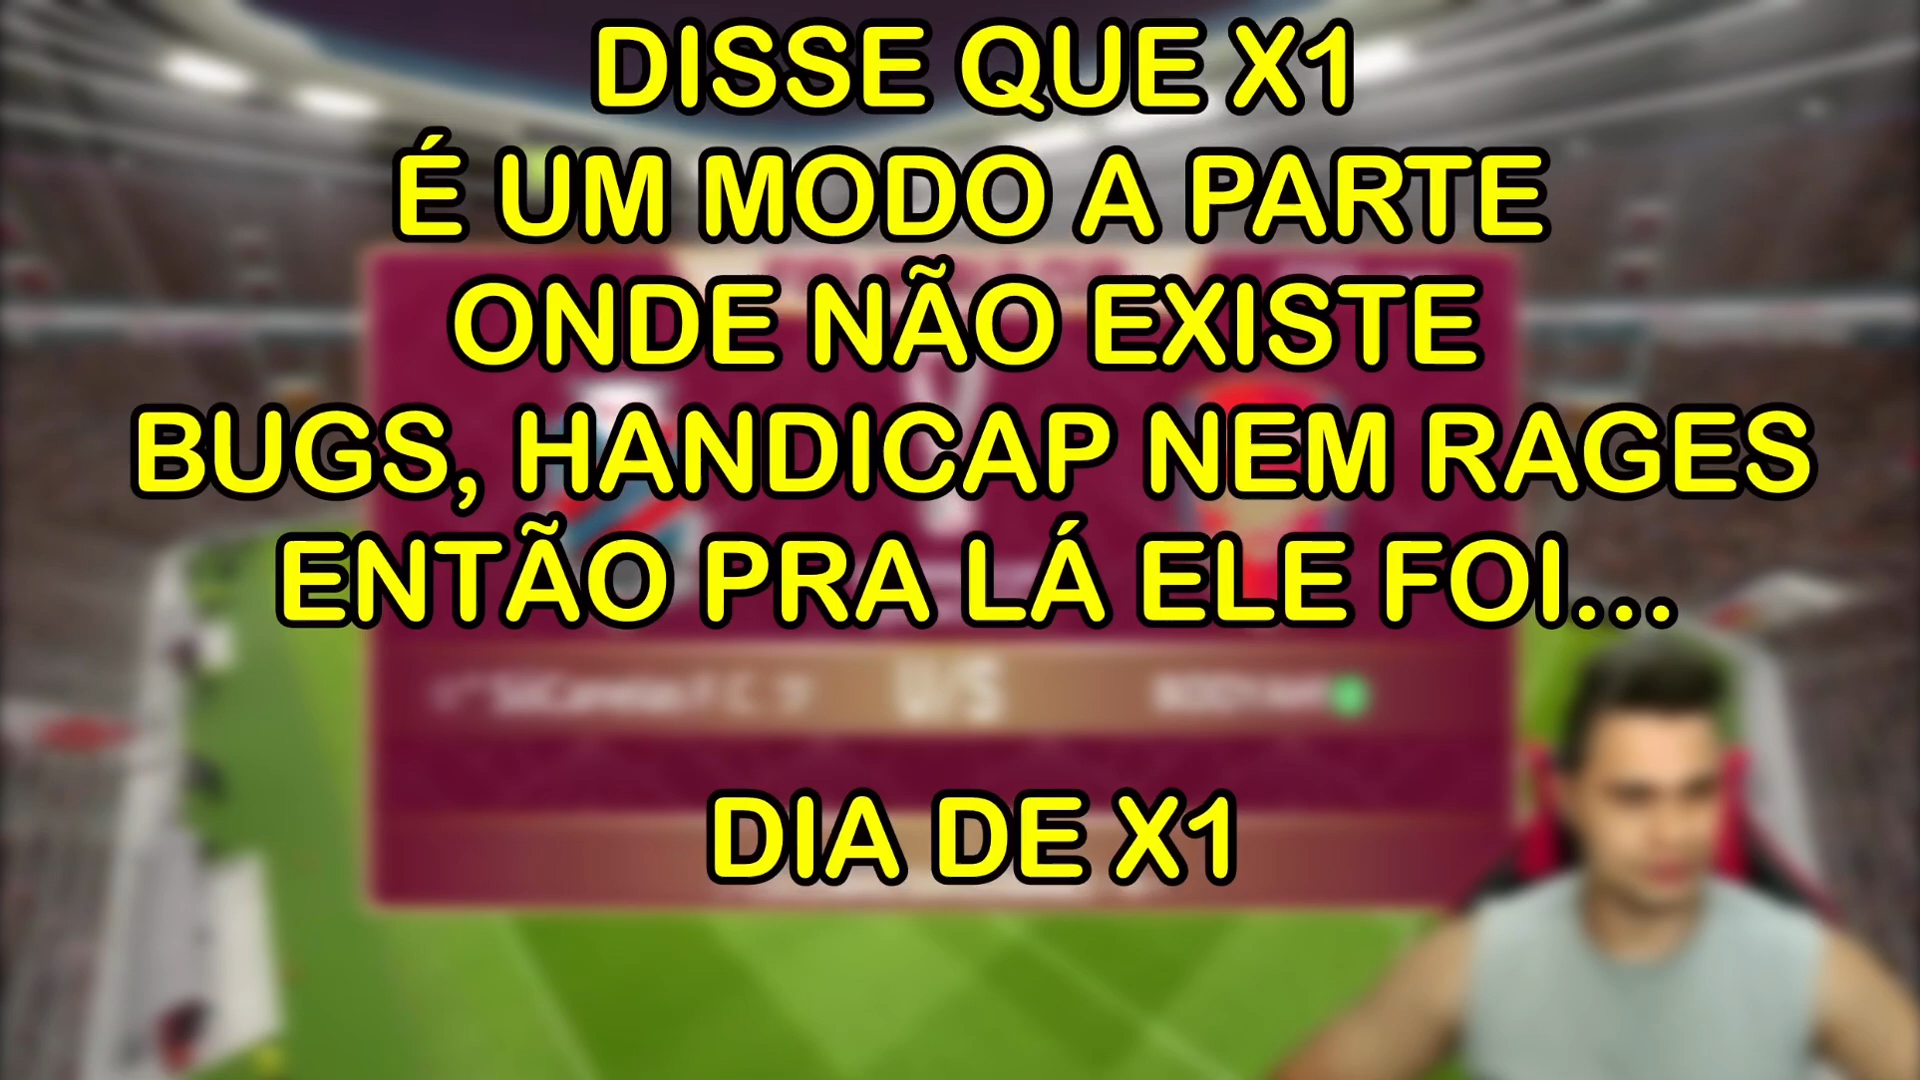 DISSE QUE X1
É UM MODO A PARTE
ONDE NÃO EXISTE
BUGS, HANDICAP NEM RAGES
ENTÃO PRA LÁ ELE FOI...
V/S
DIA DE X1